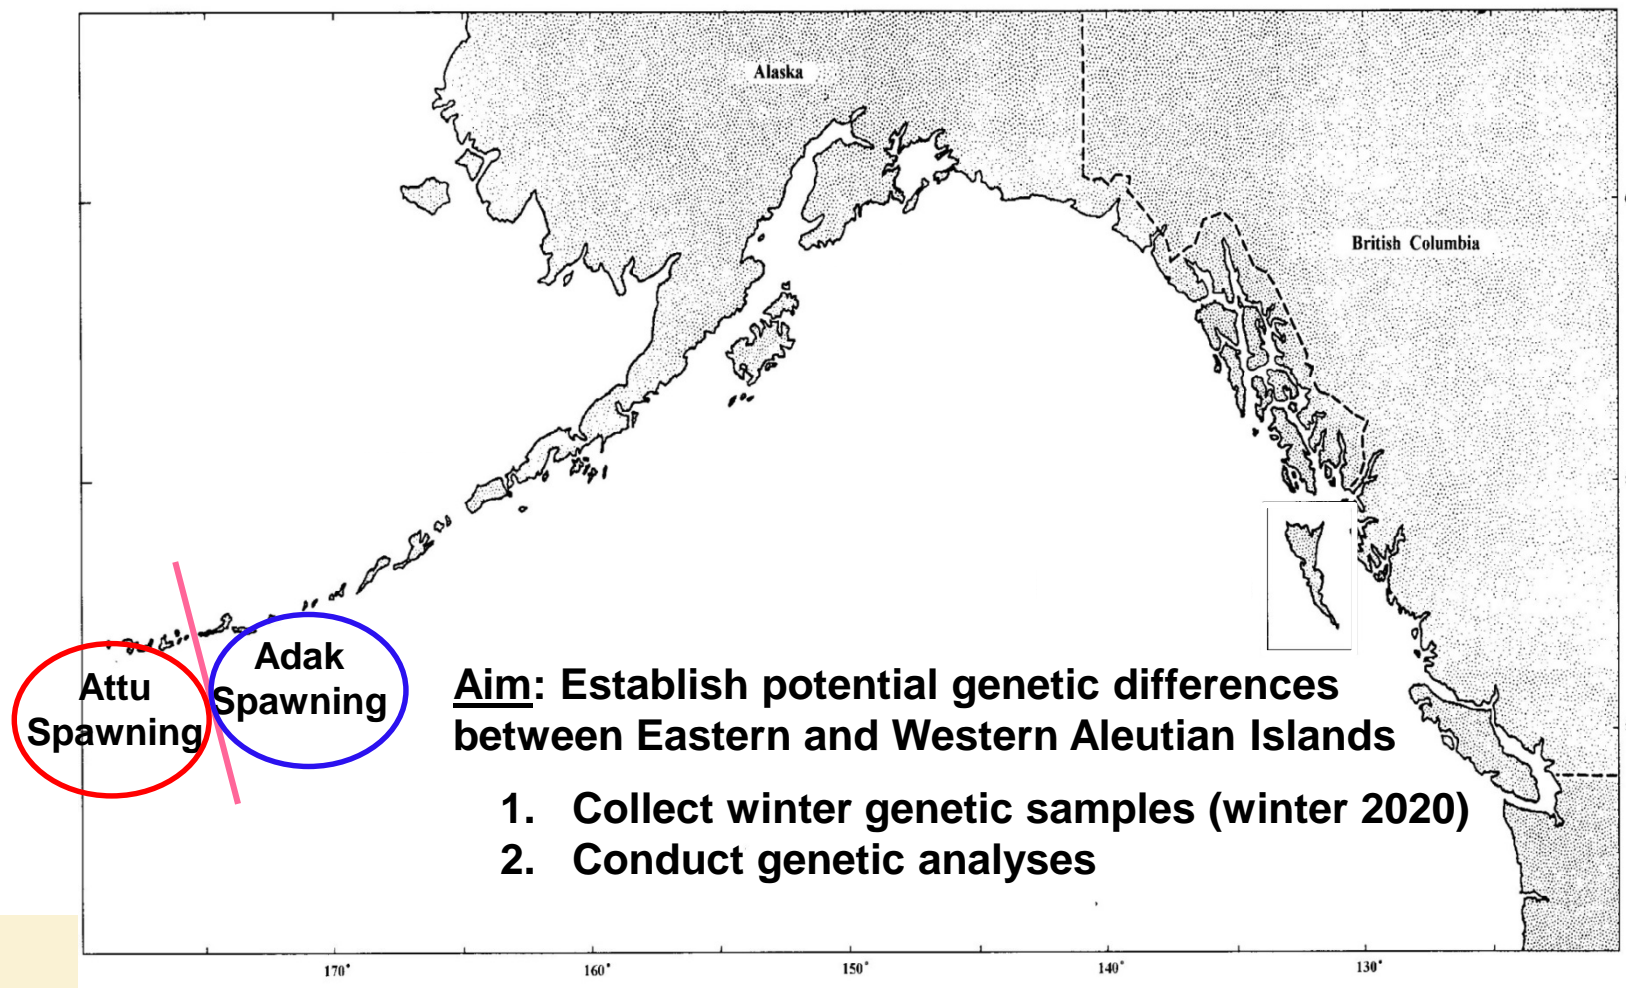 Alaska
British Columbia
Adak
Spawning
Attu
Spawning
Aim: Establish potential genetic differences
between Eastern and Western Aleutian Islands
1. Collect winter genetic samples (winter 2020)
2. Conduct genetic analyses
170°
160°
150°
140°
130°